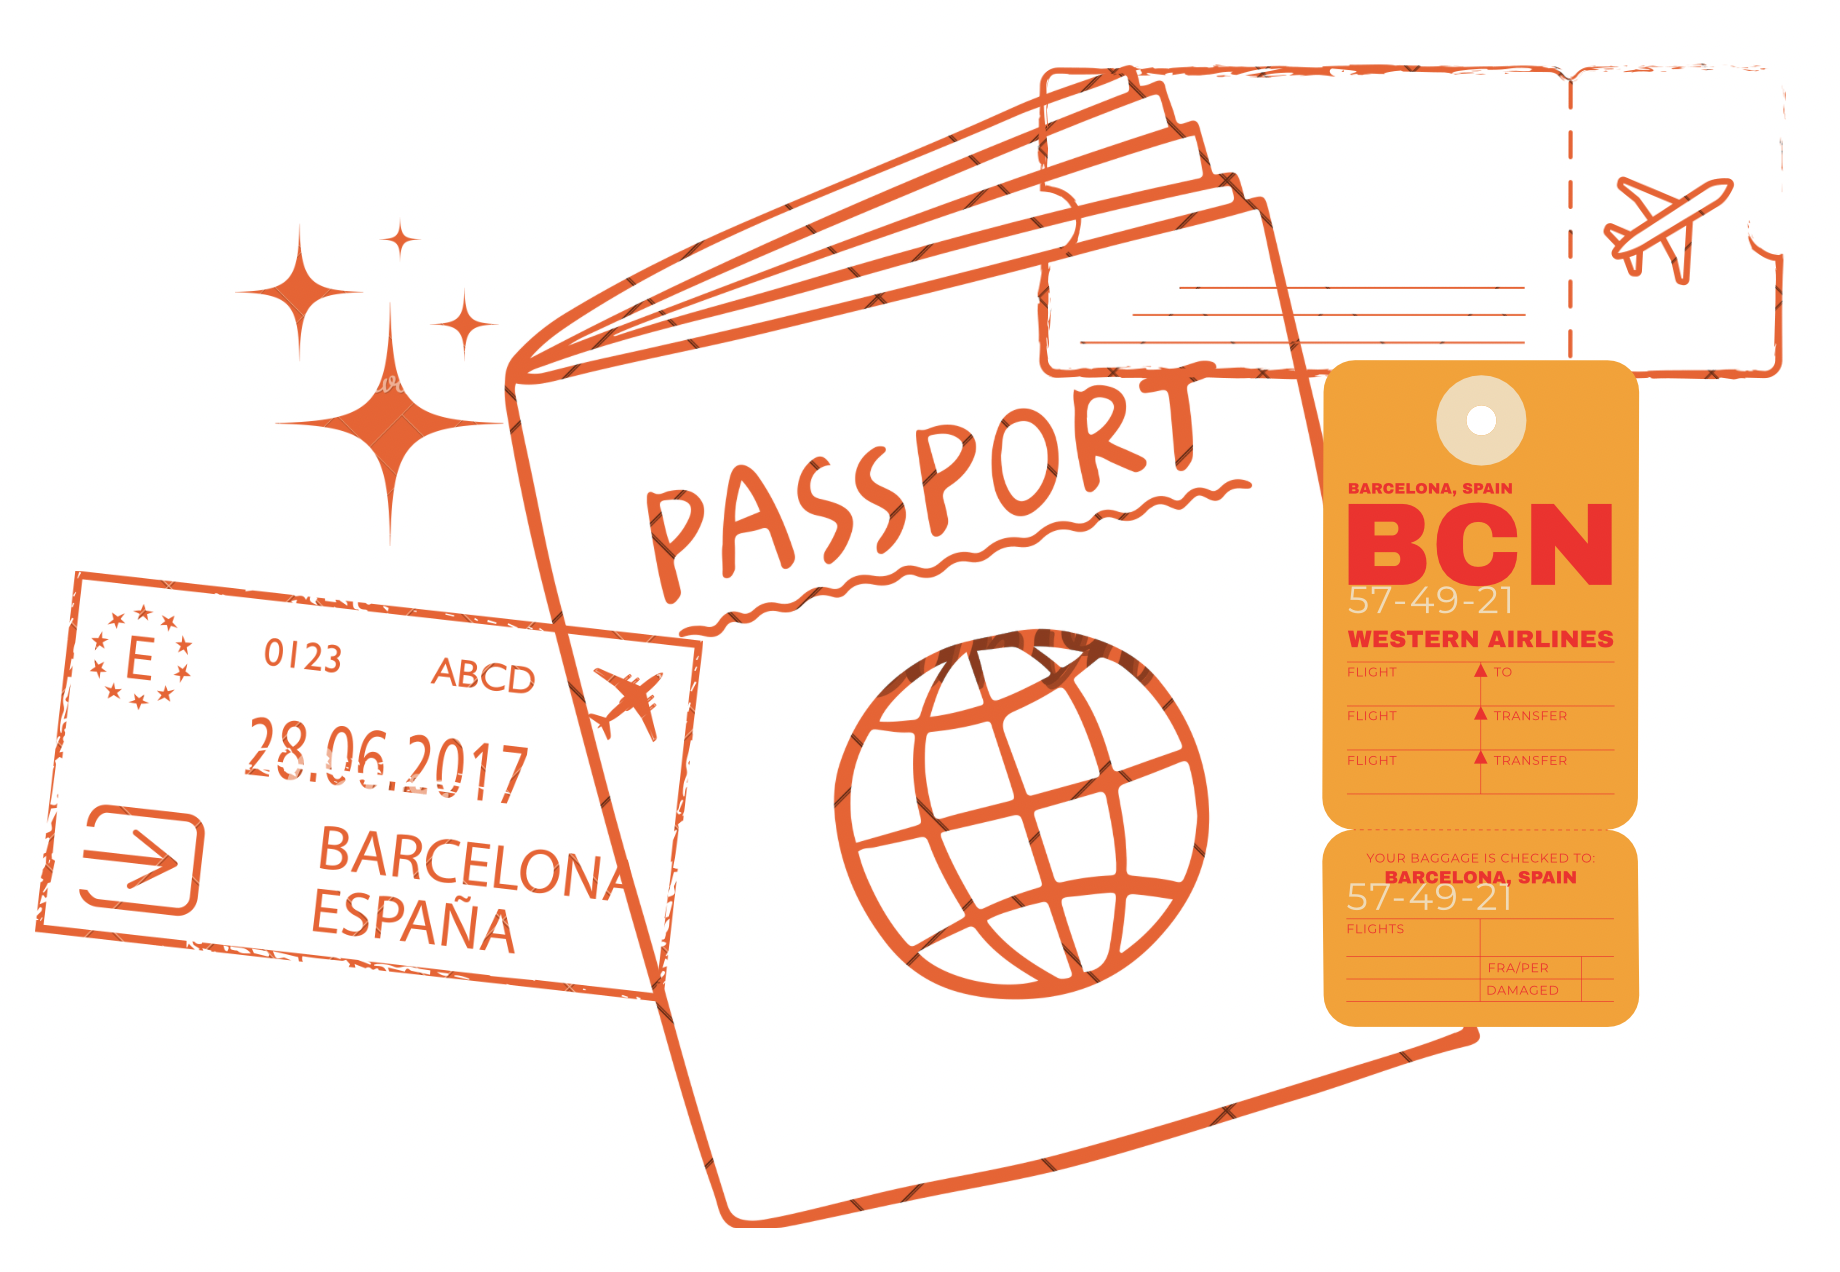 PASSPORT
E
0123
ABCD
28.06.2017
BARCELONA
ESPAÑA
BARCELONA, SPAIN
BCN
57-49-21
WESTERN AIRLINES
FLIGHT TO
FLIGHT TRANSFER
FLIGHT TRANSFER
YOUR BAGGAGE IS CHECKED TO:
BARCELONA, SPAIN
57-49-21
FLIGHTS
FRA/PER
DAMAGED